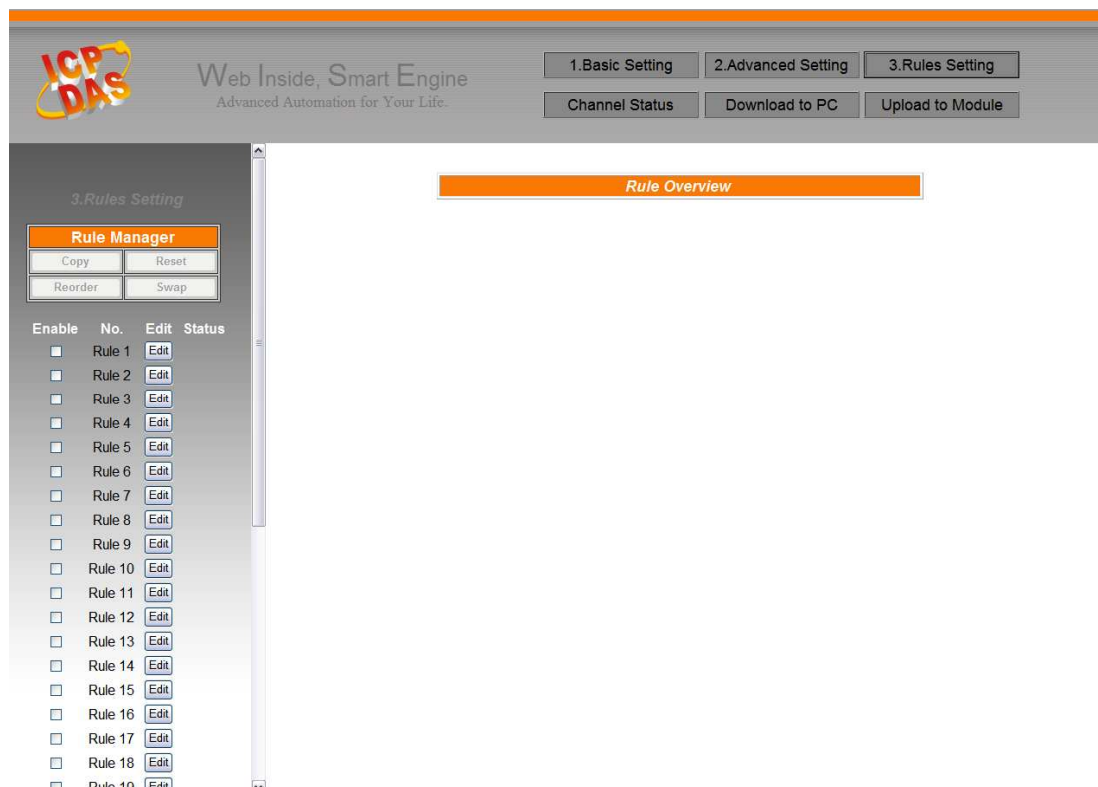 ICP
DAS
Web Inside, Smart Engine
Advanced Automation for Your Life.
1.Basic Setting
2.Advanced Setting
3.Rules Setting
Channel Status
Download to PC
Upload to Module
3.Rules Setting
Rule Manager
Copy
Reset
Reorder
Swap
Enable No. Edit Status
Rule 1 Edit
Rule 2 Edit
Rule 3 Edit
Rule 4 Edit
Rule 5 Edit
Rule 6 Edit
Rule 7 Edit
Rule 8 Edit
Rule 9 Edit
Rule 10 Edit
Rule 11 Edit
Rule 12 Edit
Rule 13 Edit
Rule 14 Edit
Rule 15 Edit
Rule 16 Edit
Rule 17 Edit
Rule 18 Edit
Rule 19 Edit
Rule Overview